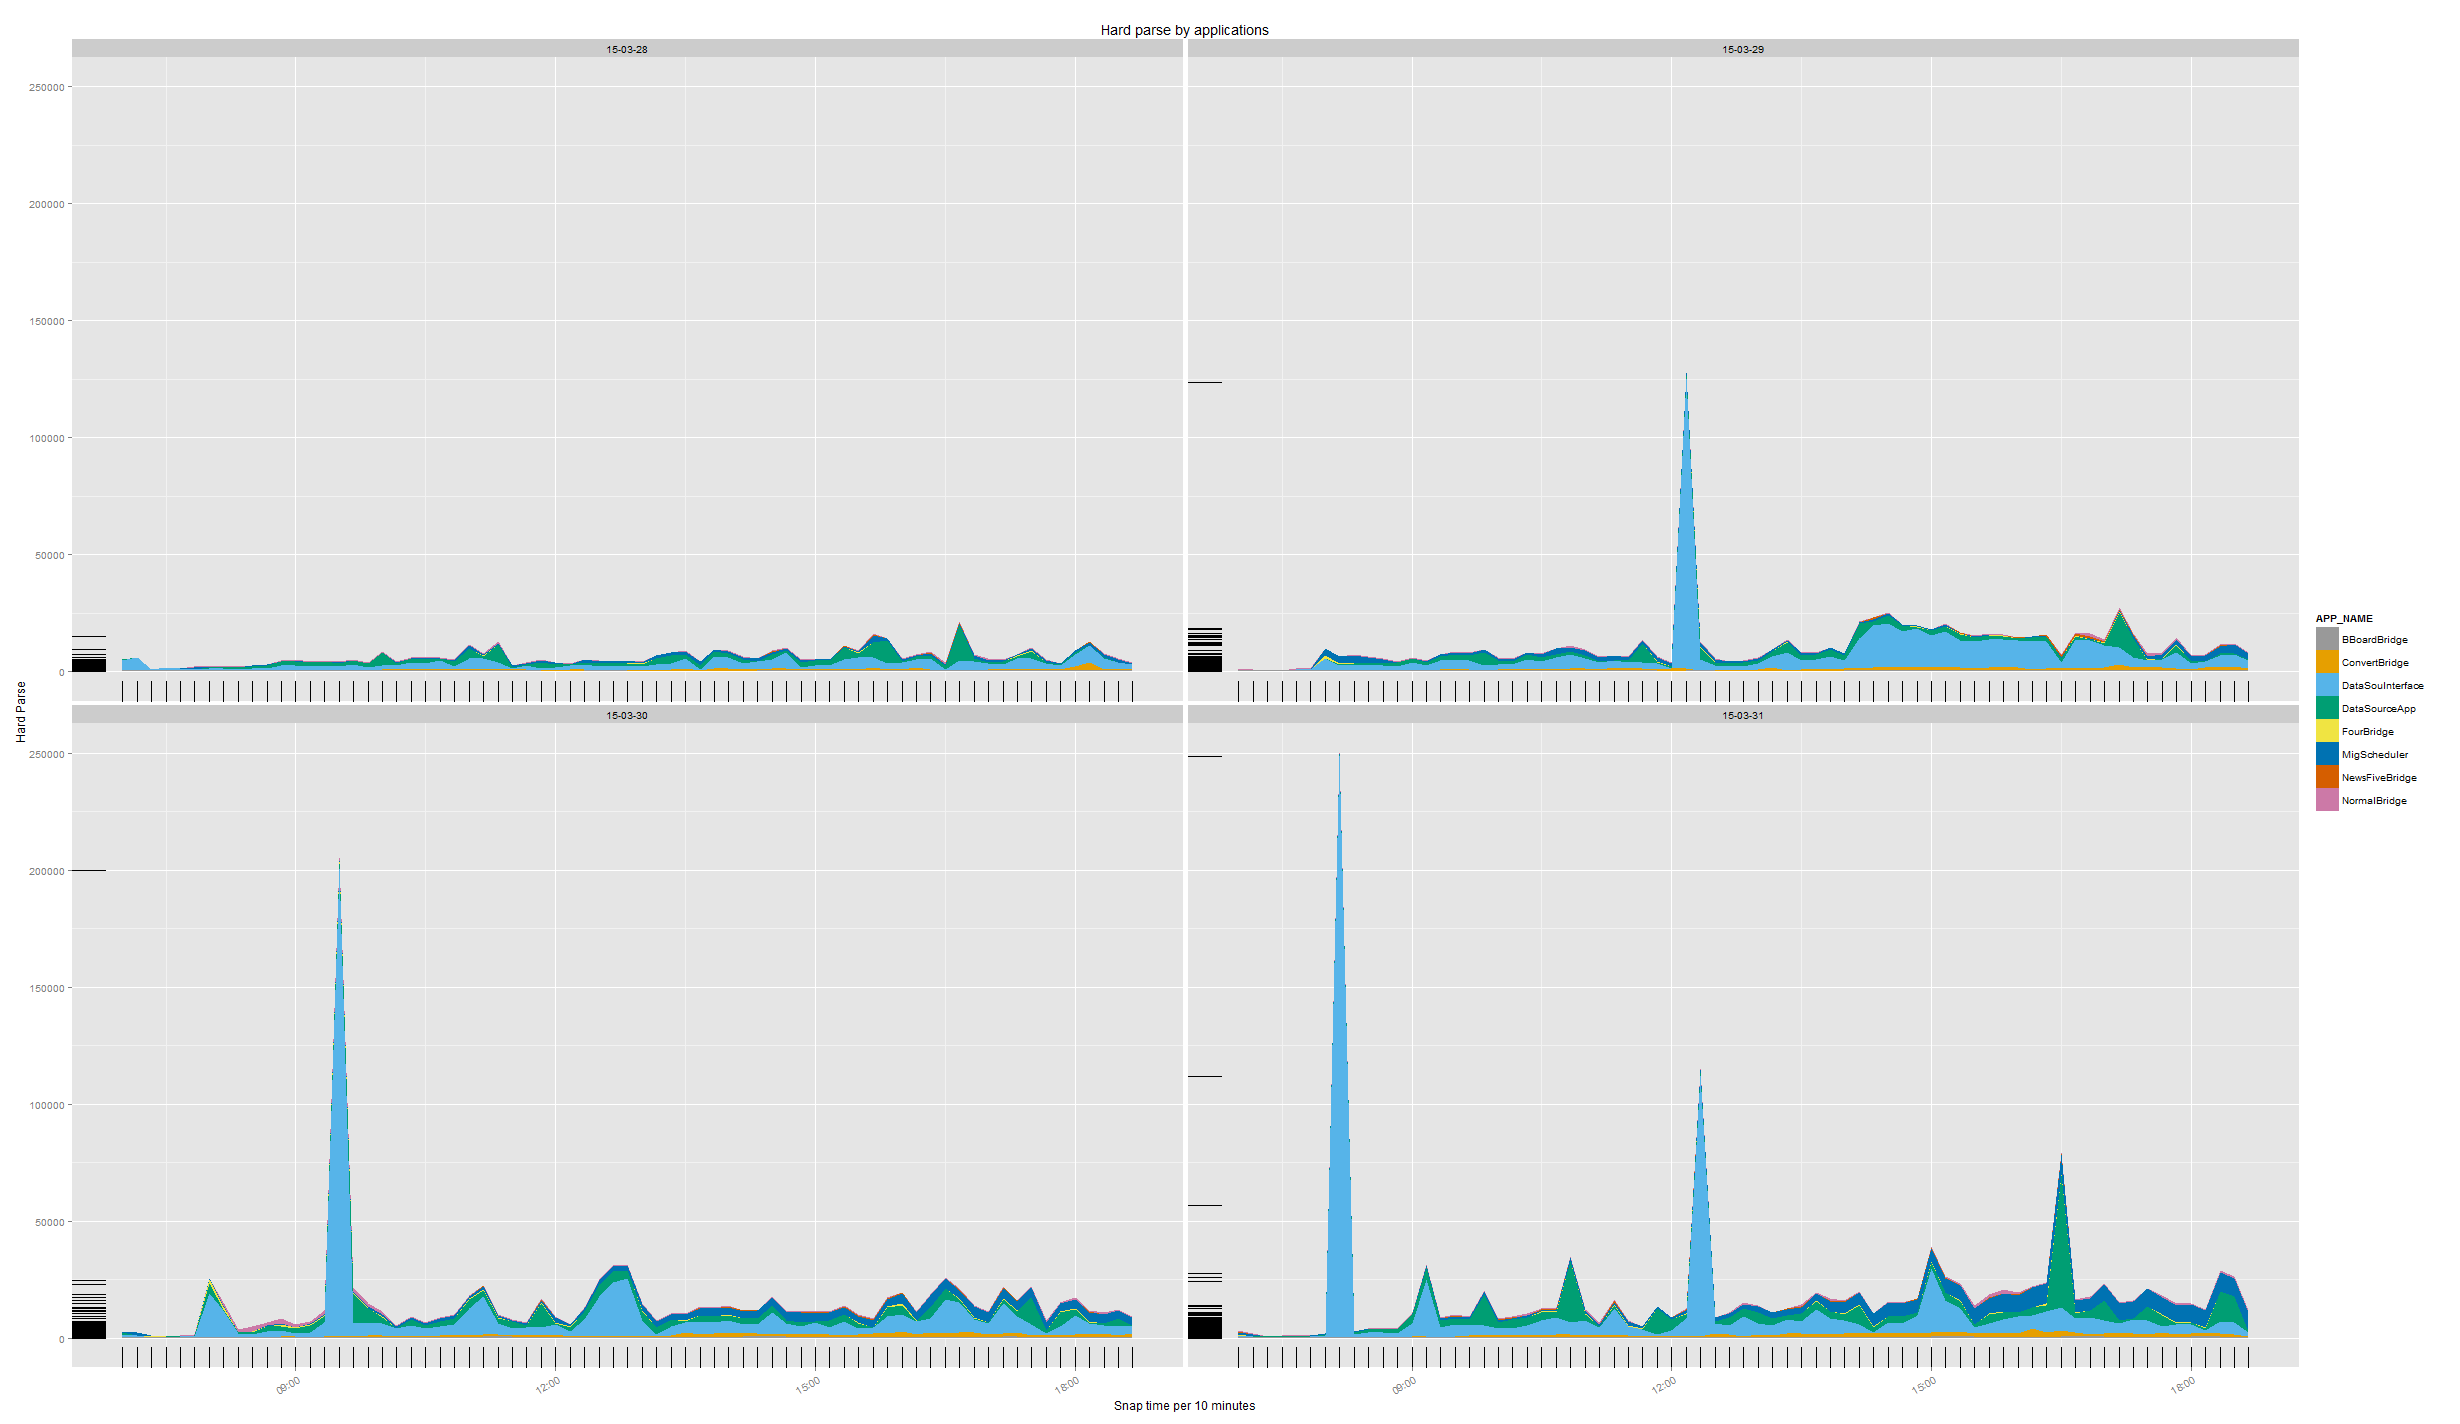 Hard parse by applications
15-03-28
15-03-29
250000
200000
150000
100000
50000
0
Hard Parse
15-03-30
15-03-31
250000
200000
150000
100000
50000
0
09:00
12:00
15:00
18:00
09:00
12:00
15:00
18:00
Snap time per 10 minutes
APP_NAME
BBoardBridge
ConvertBridge
DataSouInterface
DataSourceApp
FourBridge
MigScheduler
NewsFiveBridge
NormalBridge